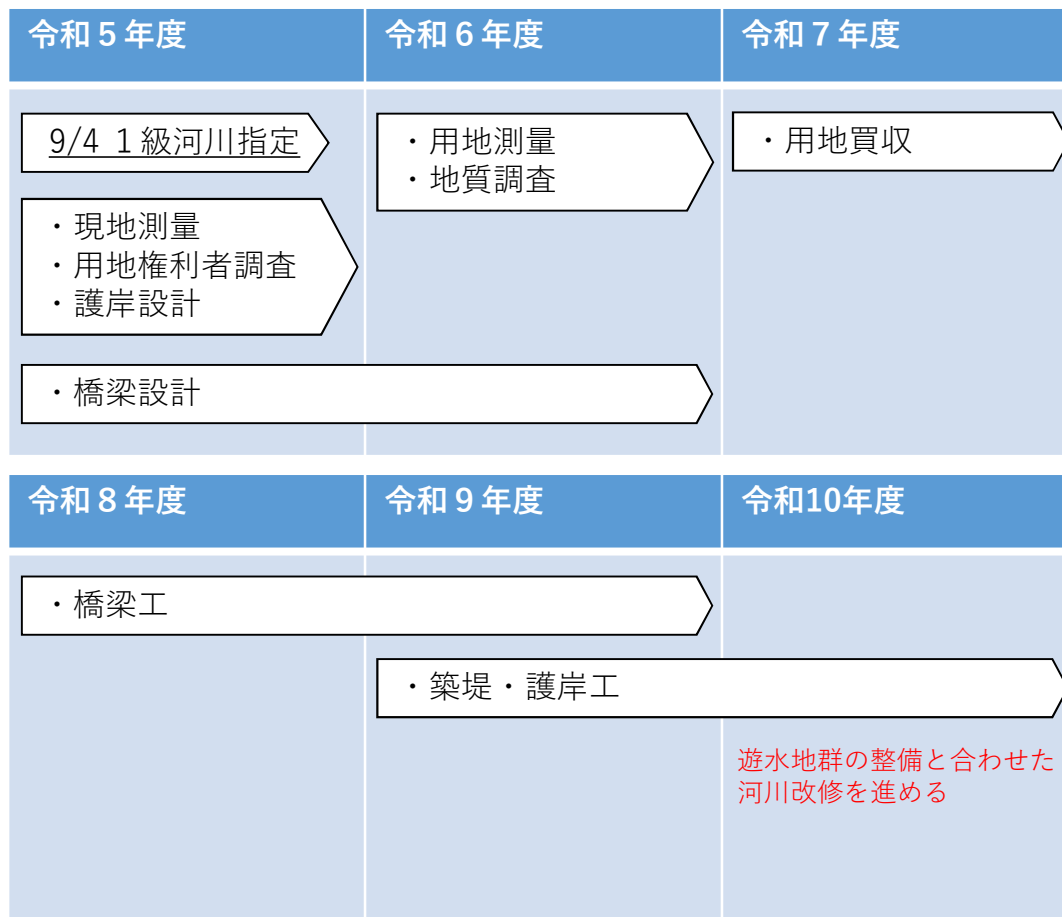 令和５年度
令和６年度
令和７年度
9/4 １級河川指定
・現地測量
・用地権利者調査
・護岸設計
・橋梁設計
・用地測量
・地質調査
・用地買収
令和８年度
令和９年度
令和10年度
・橋梁工
・築堤・護岸工
遊水地群の整備と合わせた
河川改修を進める